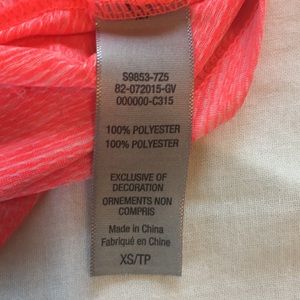 S9853-7Z5
82-072015-GV
000000-C315
100% POLYESTER
100% POLYESTER
EXCLUSIVE OF
DECORATION
ORNEMENTS NON
COMPRIS
Made in China
Fabriqué en Chine
XS/TP